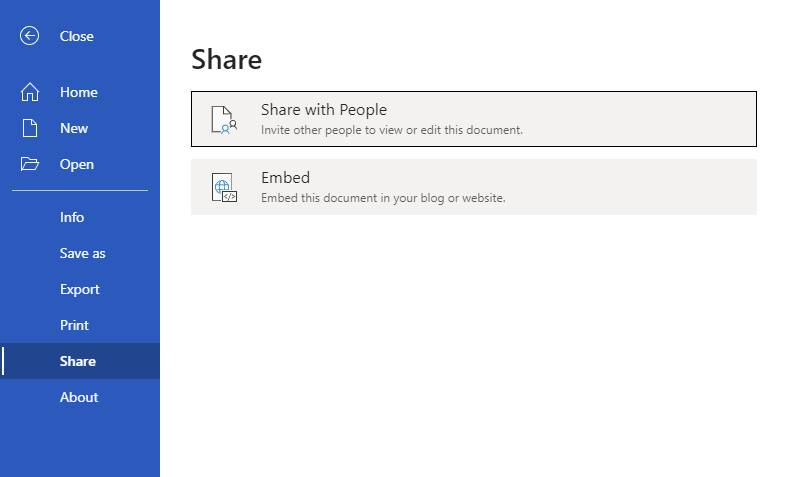 Close
Home
New
Open
Info
Save as
Export
Print
Share
About
Share
Share with People
Invite other people to view or edit this document.
Embed
Embed this document in your blog or website.